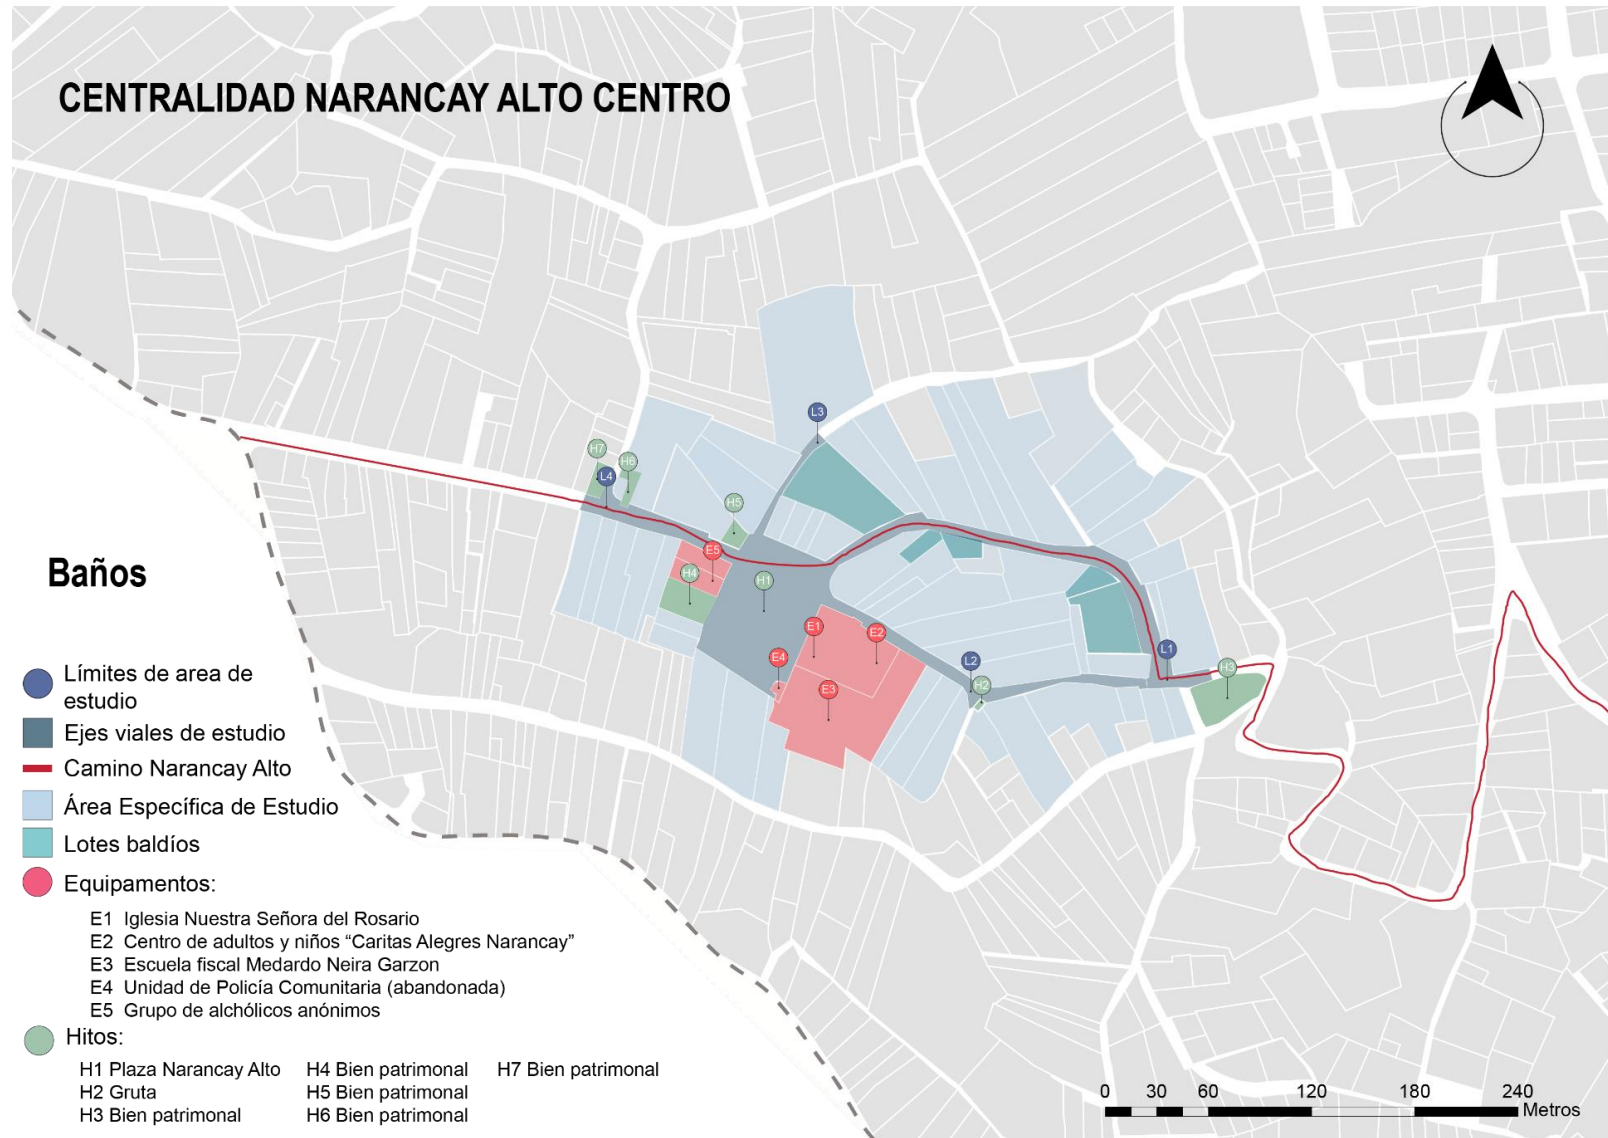 CENTRALIDAD NARANCAY ALTO CENTRO
L3
H7
H6
L4
H5
E5
H4
H1
E1
E2
E4
L2
L1
H3
H2
E3
Baños
Límites de area de
estudio
Ejes viales de estudio
Camino Narancay Alto
Área Específica de Estudio
Lotes baldíos
Equipamentos:
E1 Iglesia Nuestra Señora del Rosario
E2 Centro de adultos y niños “Caritas Alegres Narancay”
E3 Escuela fiscal Medardo Neira Garzon
E4 Unidad de Policía Comunitaria (abandonada)
E5 Grupo de alchólicos anónimos
Hitos:
H1 Plaza Narancay Alto H4 Bien patrimonal H7 Bien patrimonal
H2 Gruta H5 Bien patrimonal
H3 Bien patrimonal H6 Bien patrimonal
0 30 60 120 180 240
Metros